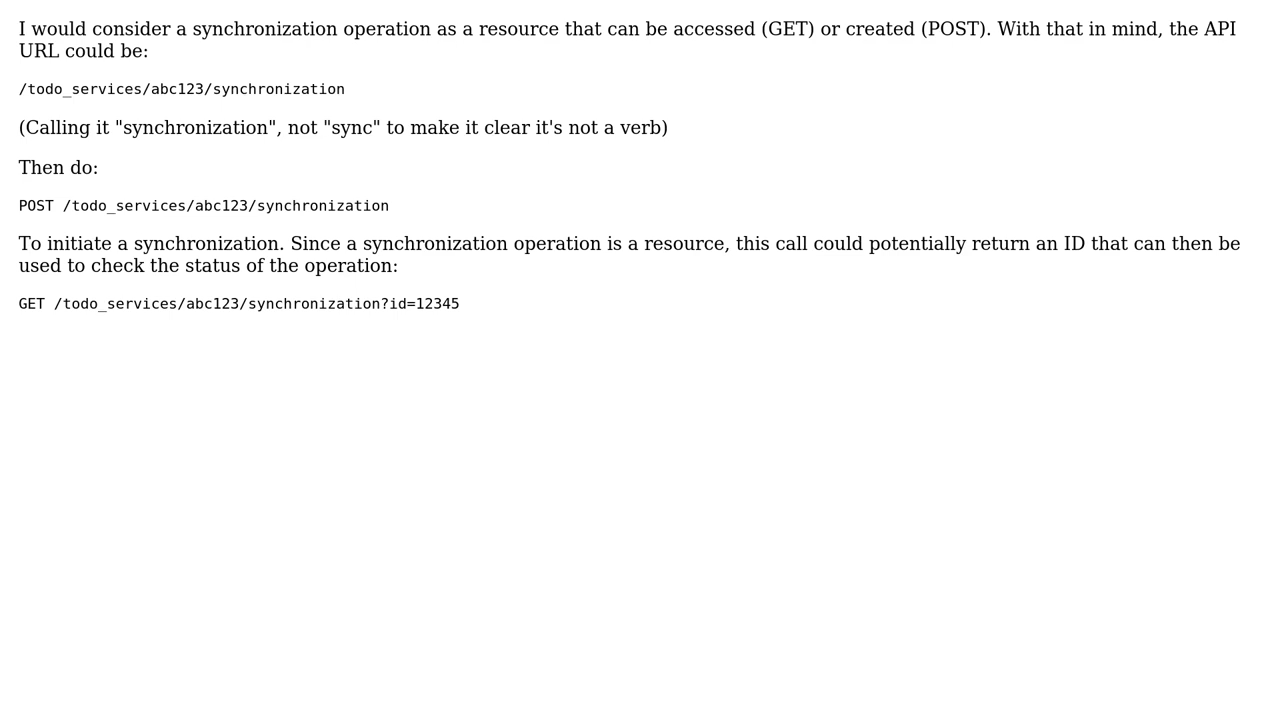 I would consider a synchronization operation as a resource that can be accessed (GET) or created (POST). With that in mind, the API
URL could be:
/todo_services/abc123/synchronization
(Calling it "synchronization", not "sync" to make it clear it's not a verb)
Then do:
POST /todo_services/abc123/synchronization
To initiate a synchronization. Since a synchronization operation is a resource, this call could potentially return an ID that can then be
used to check the status of the operation:
GET /todo_services/abc123/synchronization?id=12345